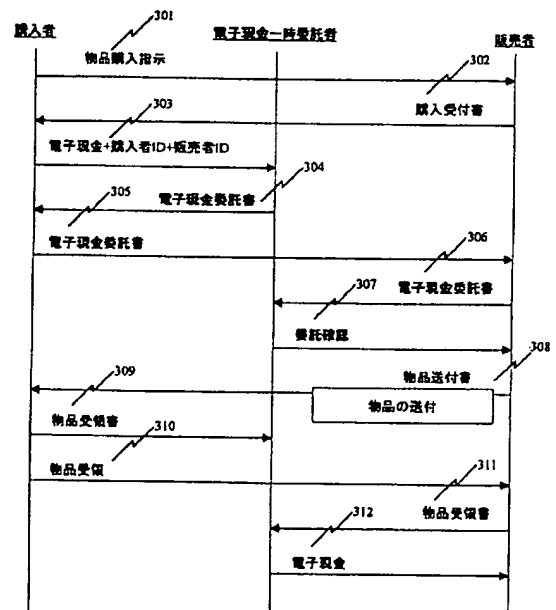 購入者
電子現金一時委託者
販売者
301
物品購入指示
302
購入受付書
303
電子現金+購入者ID+販売者ID
304
電子現金委託書
305
電子現金委託書
306
電子現金委託書
307
委託確認
308
物品送付書
309
物品の送付
物品受領書
310
物品受領
311
物品受領書
312
電子現金